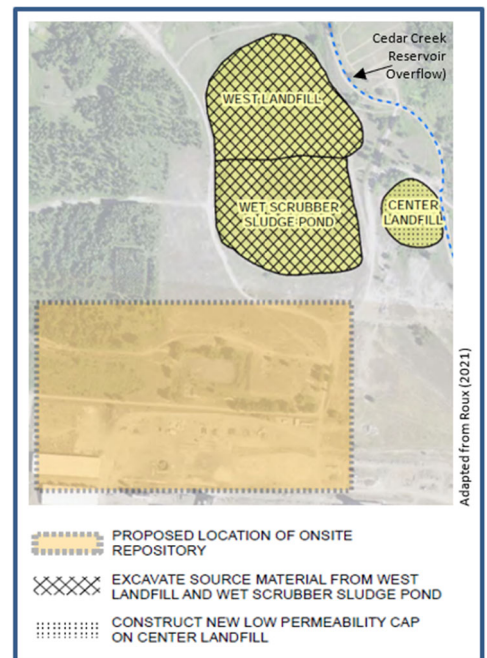 Cedar Creek
Reservoir
Overflow)
WEST LANDFILL
WET SCRUBBER
SLUDGE POND
CENTER
LANDFILL
Adapted from Roux (2021)
PROPOSED LOCATION OF ONSITE
REPOSITORY
EXCAVATE SOURCE MATERIAL FROM WEST
LANDFILL AND WET SCRUBBER SLUDGE POND
CONSTRUCT NEW LOW PERMEABILITY CAP
ON CENTER LANDFILL